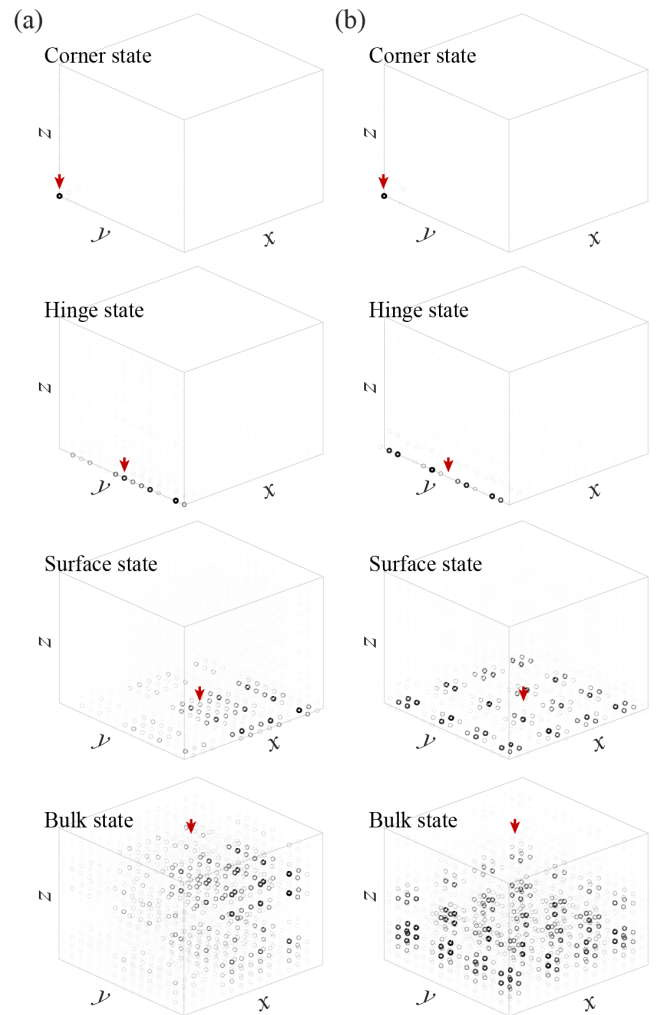 (a)
(b)
Corner state
Corner state
z
z
y
x
y
x
Hinge state
Hinge state
z
z
y
x
y
x
Surface state
Surface state
z
z
y
x
y
x
Bulk state
Bulk state
z
z
y
x
y
x